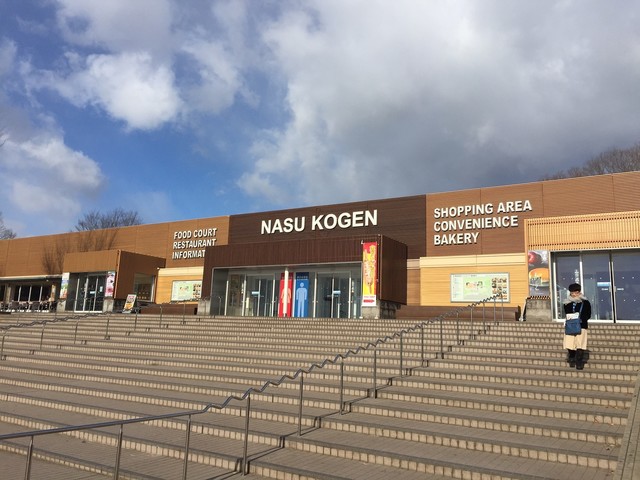 FOOD COURT
RESTAURANT
NASU KOGEN
SHOPPING AREA
CONVENIENCE
BAKERY